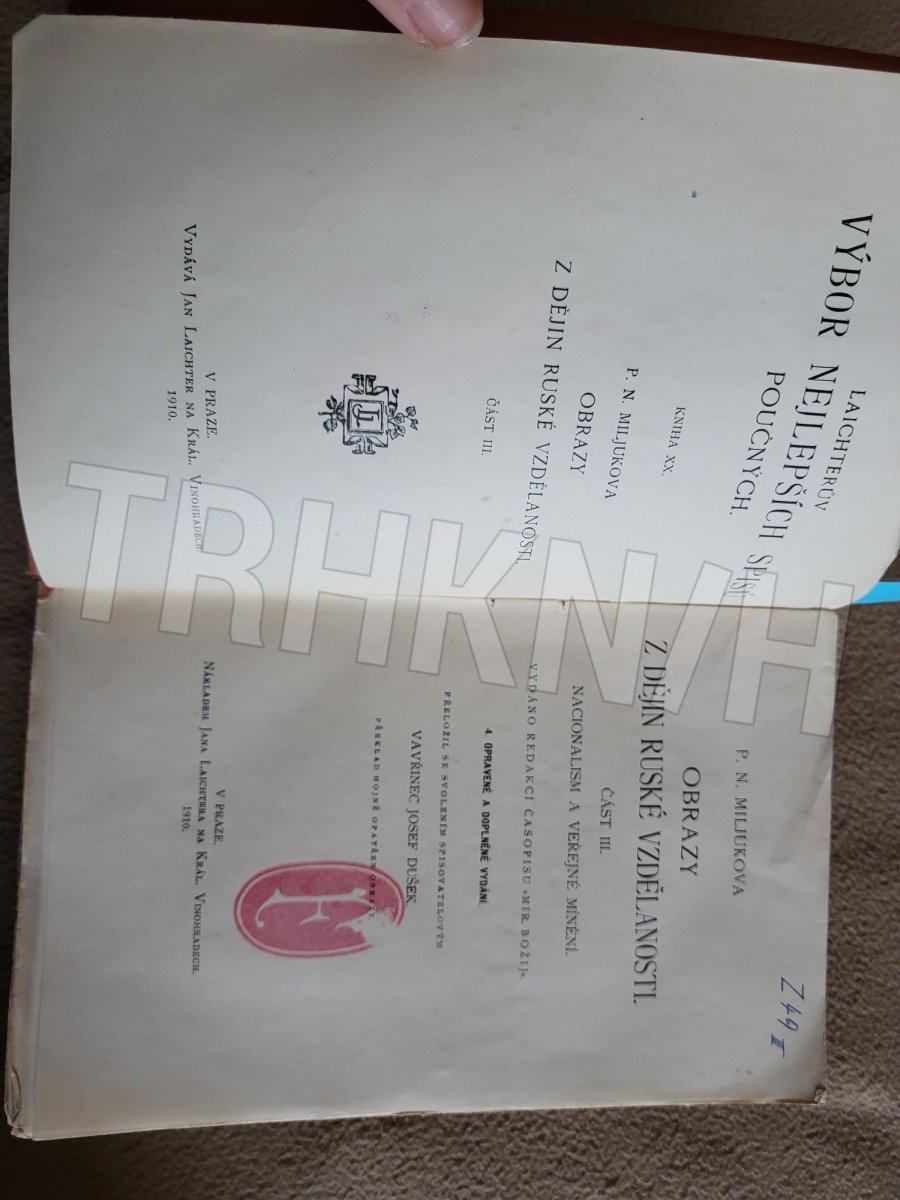 LAICHTERŮV
VÝBOR NEJLEPŠÍCH SPISŮ
POUČNÝCH.
KNIHA XX.
P. N. MILJUKOVA
OBRAZY
Z DĚJIN RUSKÉ VZDĚLANOSTI.
ČÁST III.
JL
V PRAZE.
VYDÁVÁ JAN LAICHTER NA KRÁL. VINOHRADECH.
1910.
Z 49 III
P. N. MILJUKOVA
OBRAZY
Z DĚJIN RUSKÉ VZDĚLANOSTI.
ČÁST III.
NACIONALISM A VEŘEJNÉ MÍNĚNÍ.
VYDÁNO REDAKCÍ ČASOPISU »MIR BOŽIJ«.
4. OPRAVENÉ A DOPLNĚNÉ VYDÁNÍ.
PŘELOŽIL SE SVOLENÍM SPISOVATELOVÝM
VAVŘINEC JOSEF DUŠEK.
PŘEKLAD HOJNĚ OPATŘEN OBRAZY.
V PRAZE.
NÁKLADEM JANA LAICHTERA NA KRÁL. VINOHRADECH.
1910.
TRHKNIH